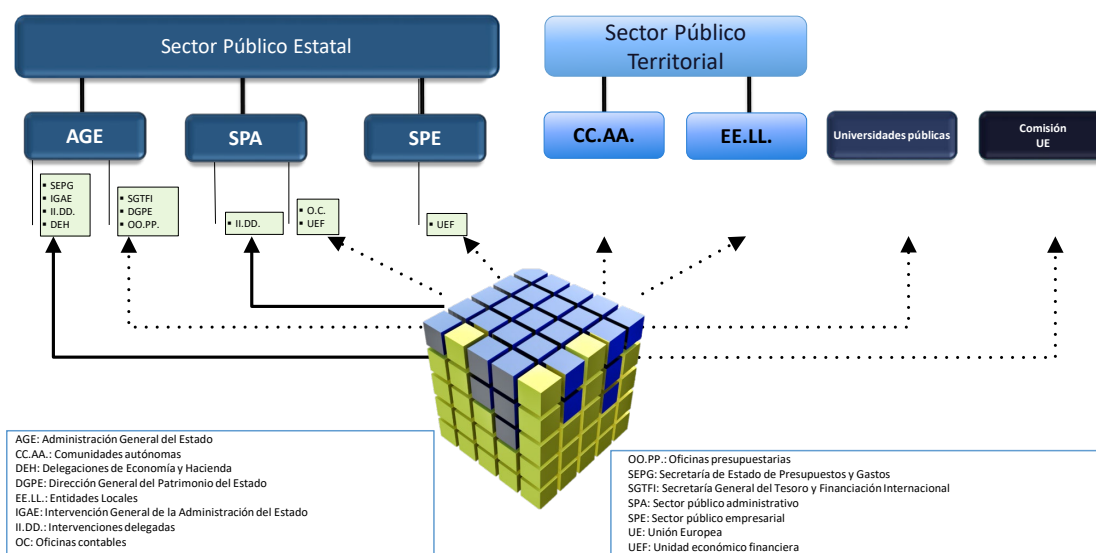 Sector Público Estatal
Sector Público
Territorial
AGE
SPA
SPE
CC.AA.
EE.LL.
Universidades públicas
Comisión
UE
▪ SEPG
▪ IGAE
▪ II.DD.
▪ DEH
▪ SGTFI
▪ DGPE
▪ OO.PP.
▪ II.DD.
▪ O.C.
▪ UEF
▪ UEF
AGE: Administración General del Estado
CC.AA.: Comunidades autónomas
DEH: Delegaciones de Economía y Hacienda
DGPE: Dirección General del Patrimonio del Estado
EE.LL.: Entidades Locales
IGAE: Intervención General de la Administración del Estado
II.DD.: Intervenciones delegadas
OC: Oficinas contables
OO.PP.: Oficinas presupuestarias
SEPG: Secretaría de Estado de Presupuestos y Gastos
SGTFI: Secretaría General del Tesoro y Financiación Internacional
SPA: Sector público administrativo
SPE: Sector público empresarial
UE: Unión Europea
UEF: Unidad económico financiera